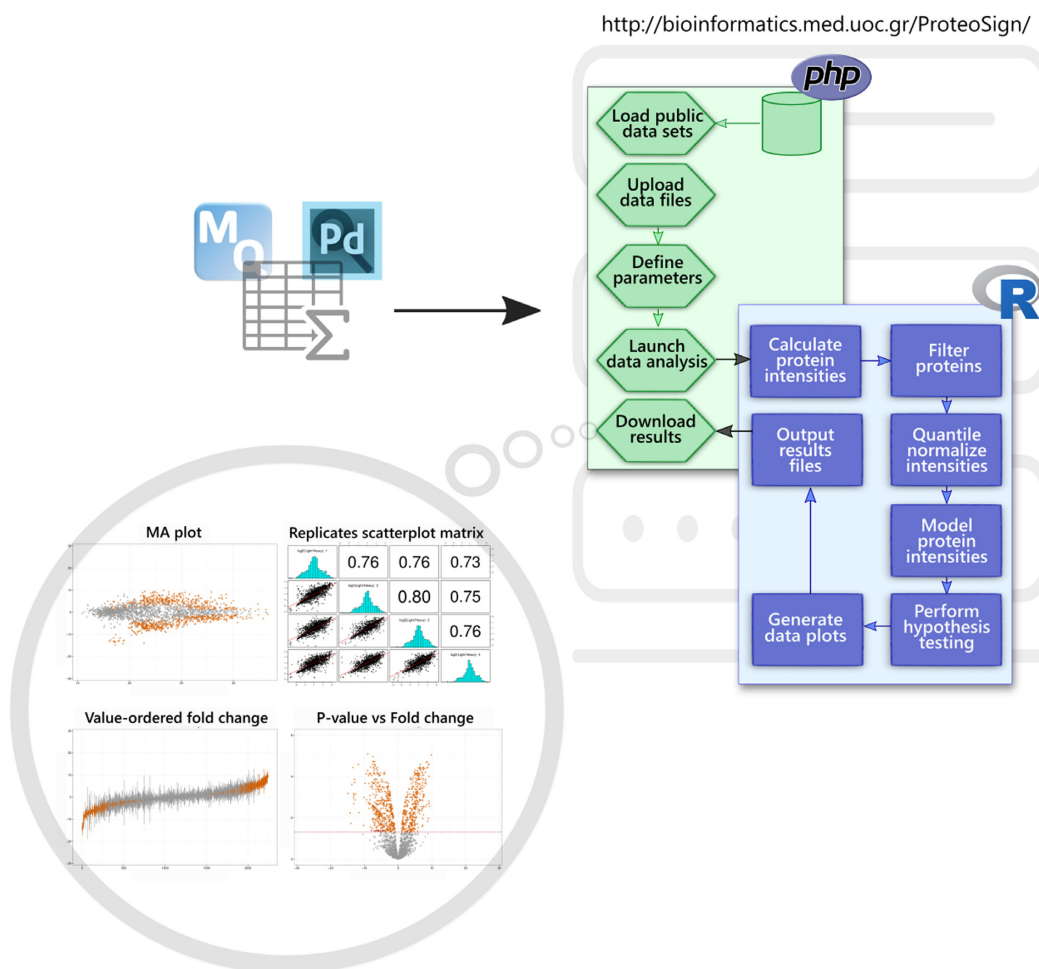 http://bioinformatics.med.uoc.gr/ProteoSign/
php
Load public
data sets
Upload
data files
Define
parameters
Launch
data analysis
Download
results
M
Q
Pd
Σ
R
Calculate
protein
intensities
Filter
proteins
Output
results
files
Quantile
normalize
intensities
Model
protein
intensities
Generate
data plots
Perform
hypothesis
testing
MA plot
Replicates scatterplot matrix
0.76
0.76
0.73
0.80
0.75
0.76
Value-ordered fold change
P-value vs Fold change